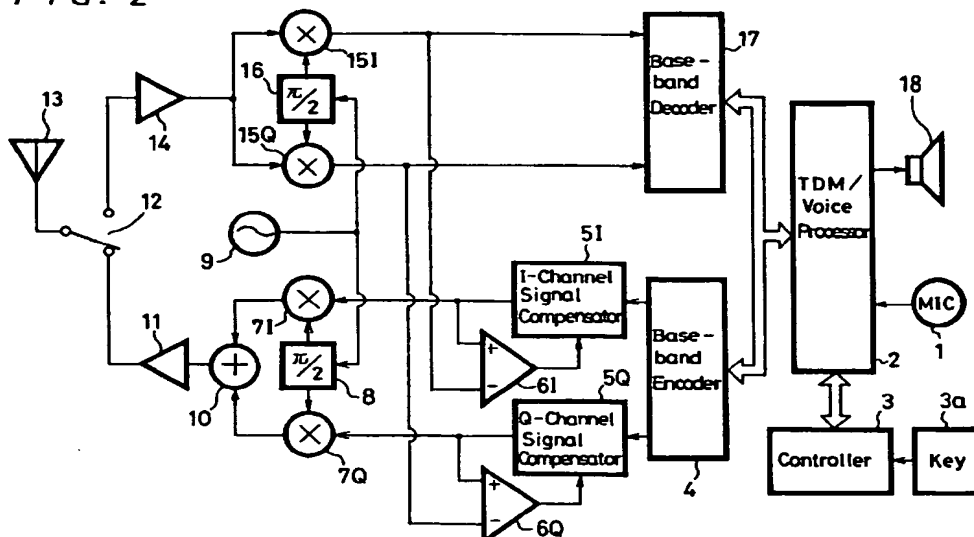 FIG. 2
13
14
16
π/2
15I
15Q
12
9
11
10
7I
π/2
8
7Q
Base-
band
Decoder
17
5I
I-Channel
Signal
Compensator
+
-
6I
5Q
Q-Channel
Signal
Compensator
+
-
6Q
Base-
band
Encoder
4
TDM/
Voice
Processor
2
18
MIC
1
3
Controller
3a
Key